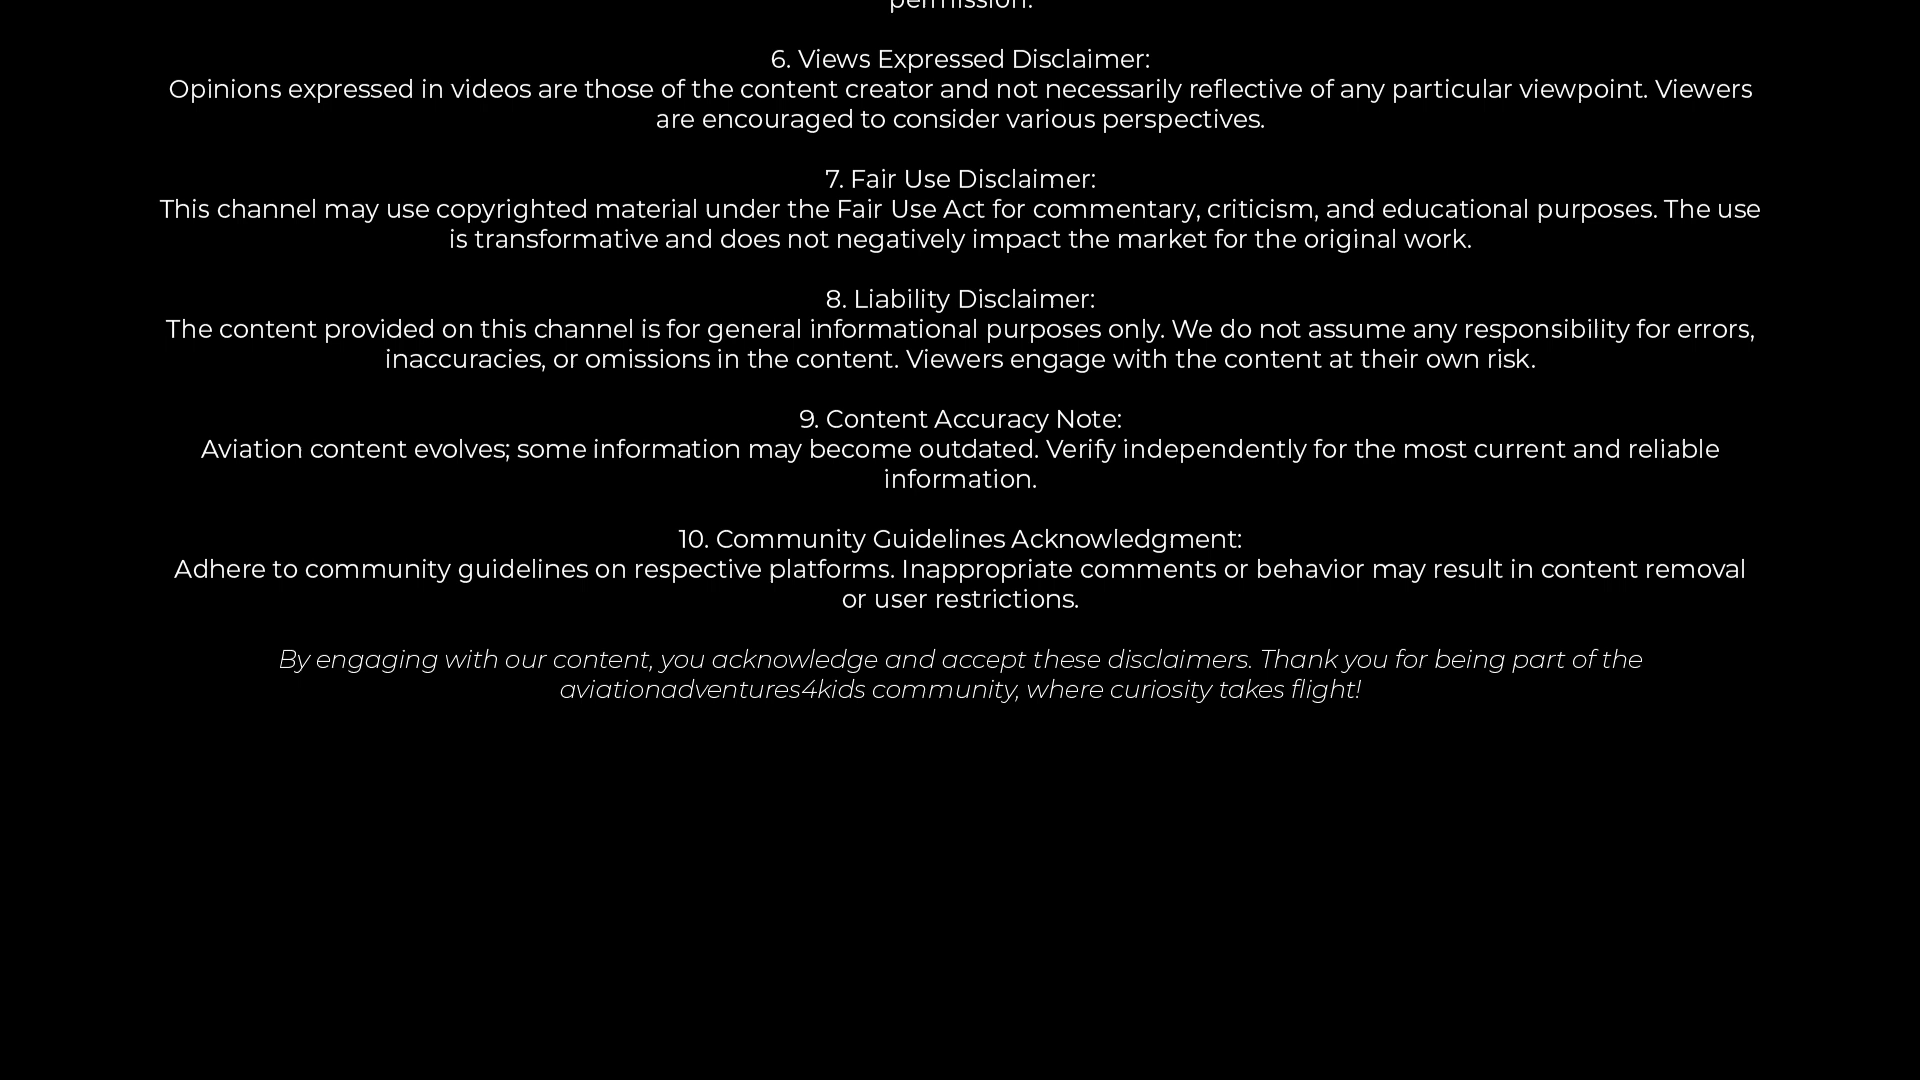 permission.
6. Views Expressed Disclaimer:
Opinions expressed in videos are those of the content creator and not necessarily reflective of any particular viewpoint. Viewers
are encouraged to consider various perspectives.
7. Fair Use Disclaimer:
This channel may use copyrighted material under the Fair Use Act for commentary, criticism, and educational purposes. The use
is transformative and does not negatively impact the market for the original work.
8. Liability Disclaimer:
The content provided on this channel is for general informational purposes only. We do not assume any responsibility for errors,
inaccuracies, or omissions in the content. Viewers engage with the content at their own risk.
9. Content Accuracy Note:
Aviation content evolves; some information may become outdated. Verify independently for the most current and reliable
information.
10. Community Guidelines Acknowledgment:
Adhere to community guidelines on respective platforms. Inappropriate comments or behavior may result in content removal
or user restrictions.
By engaging with our content, you acknowledge and accept these disclaimers. Thank you for being part of the
aviationadventures4kids community, where curiosity takes flight!